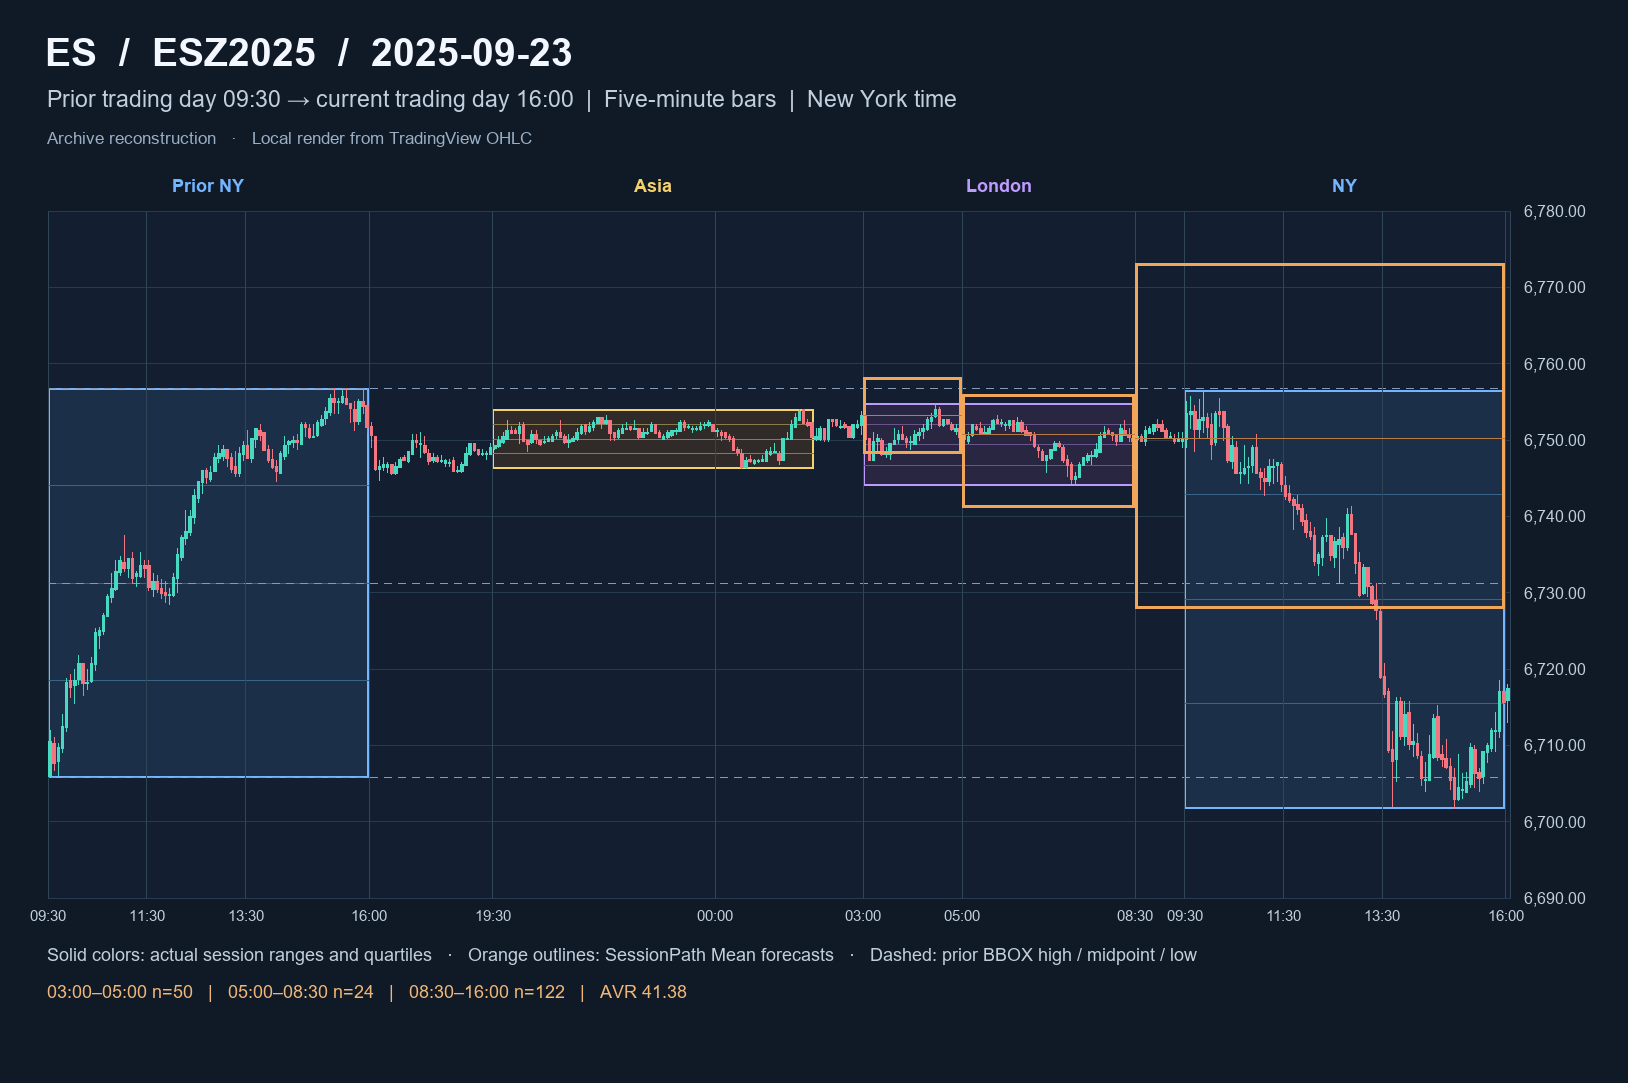 ES / ESZ2025 / 2025-09-23
Prior trading day 09:30 → current trading day 16:00 | Five-minute bars | New York time
Archive reconstruction · Local render from TradingView OHLC
Prior NY Asia London NY
6,780.00
6,770.00
6,760.00
6,750.00
6,740.00
6,730.00
6,720.00
6,710.00
6,700.00
6,690.00
09:30 11:30 13:30 16:00 19:30 00:00 03:00 05:00 08:30 09:30 11:30 13:30 16:00
Solid colors: actual session ranges and quartiles · Orange outlines: SessionPath Mean forecasts · Dashed: prior BBOX high / midpoint / low
03:00–05:00 n=50 | 05:00–08:30 n=24 | 08:30–16:00 n=122 | AVR 41.38